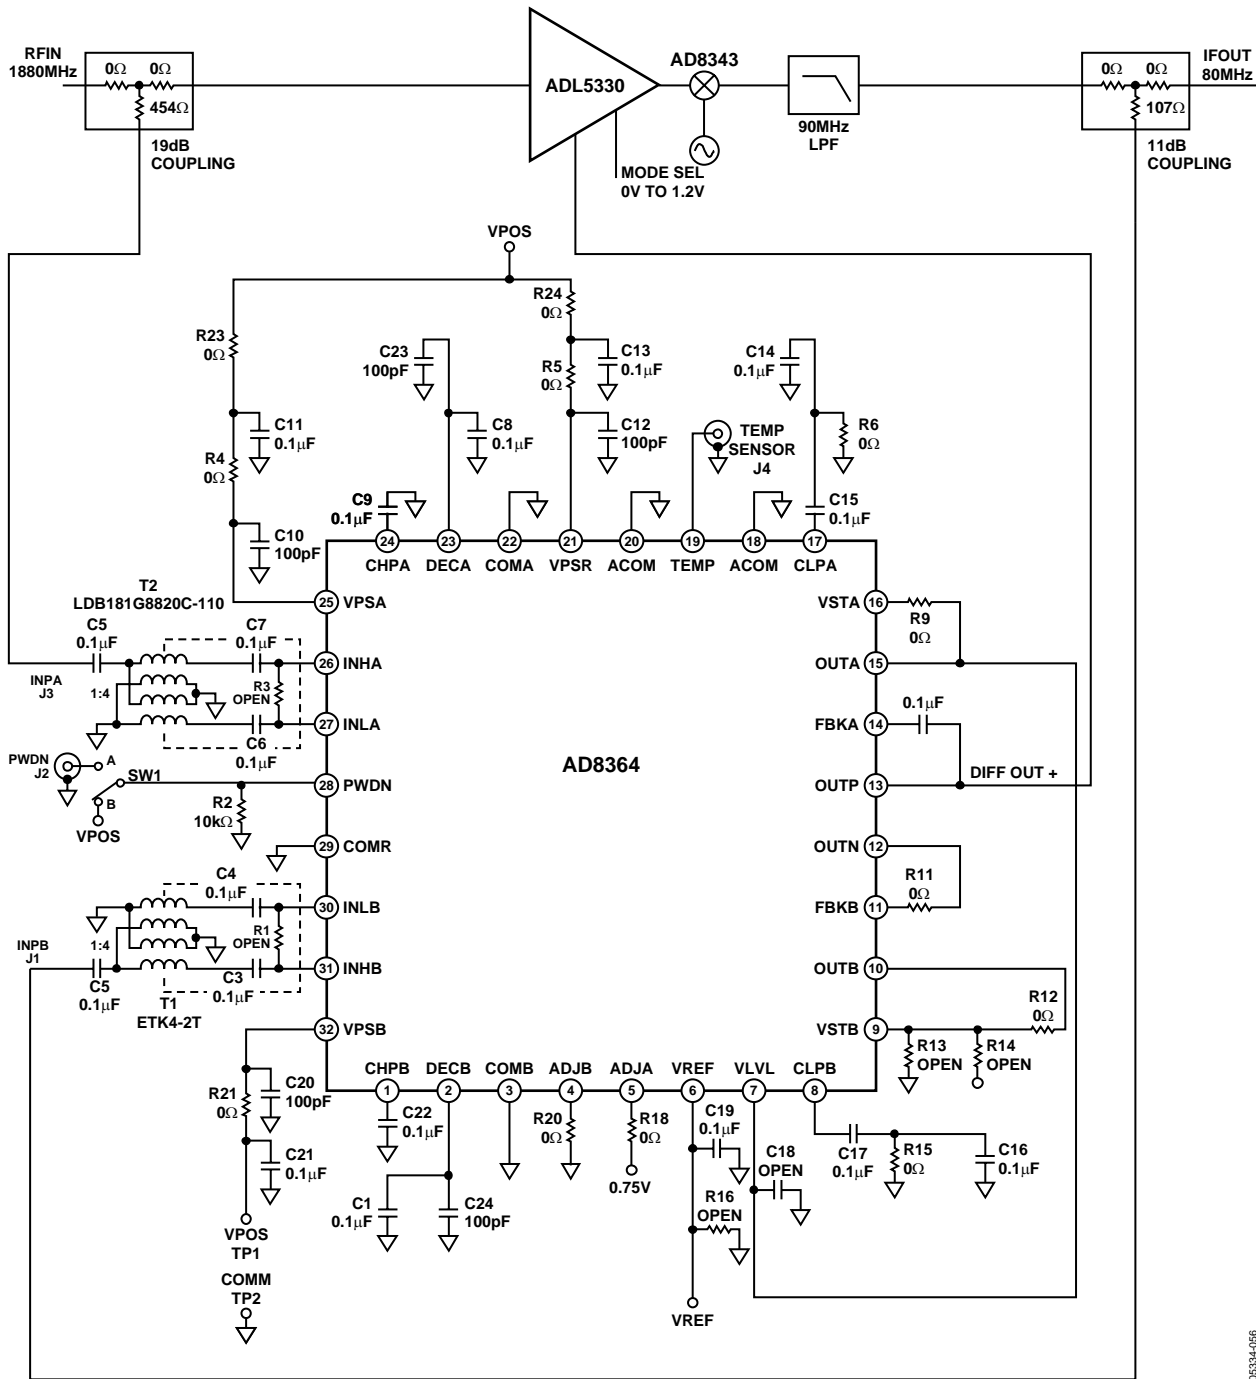 RFIN
1880MHz
0Ω 0Ω
454Ω
19dB
COUPLING
ADL5330
AD8343
MODE SEL
0V TO 1.2V
90MHz
LPF
0Ω 0Ω
107Ω
11dB
COUPLING
IFOUT
80MHz
VPOS
R23
0Ω
C11
0.1μF
R4
0Ω
C10
100pF
C23
100pF
C8
0.1μF
C9
0.1μF
R24
0Ω
C13
0.1μF
R5
0Ω
C12
100pF
TEMP
SENSOR
J4
C14
0.1μF
R6
0Ω
C15
0.1μF
24 23 22 21 20 19 18 17
CHPA DECA COMA VPSR ACOM TEMP ACOM CLPA
T2
LDB181G8820C-110
C5
0.1μF
C7
0.1μF
INPA
J3
1:4
R3
OPEN
C6
0.1μF
25 VPSA
26 INHA
27 INLA
PWDN
J2
A
SW1
B
VPOS
R2
10kΩ
28 PWDN
29 COMR
AD8364
C4
0.1μF
INPB
J1
1:4
R1
OPEN
C5
0.1μF
C3
0.1μF
T1
ETK4-2T
30 INLB
31 INHB
32 VPSB
VSTA 16
R9
0Ω
OUTA 15
0.1μF
FBKA 14
OUTP 13
DIFF OUT +
OUTN 12
R11
0Ω
FBKB 11
OUTB 10
R12
0Ω
VSTB 9
R13
OPEN
R14
OPEN
CHPB DECB COMB ADJB ADJA VREF VLVL CLPB
1 2 3 4 5 6 7 8
R21
0Ω
C20
100pF
C21
0.1μF
VPOS
TP1
COMM
TP2
C22
0.1μF
C1
0.1μF
C24
100pF
R20
0Ω
R18
0Ω
0.75V
C19
0.1μF
C18
OPEN
R16
OPEN
VREF
C17
0.1μF
R15
0Ω
C16
0.1μF
05334-056